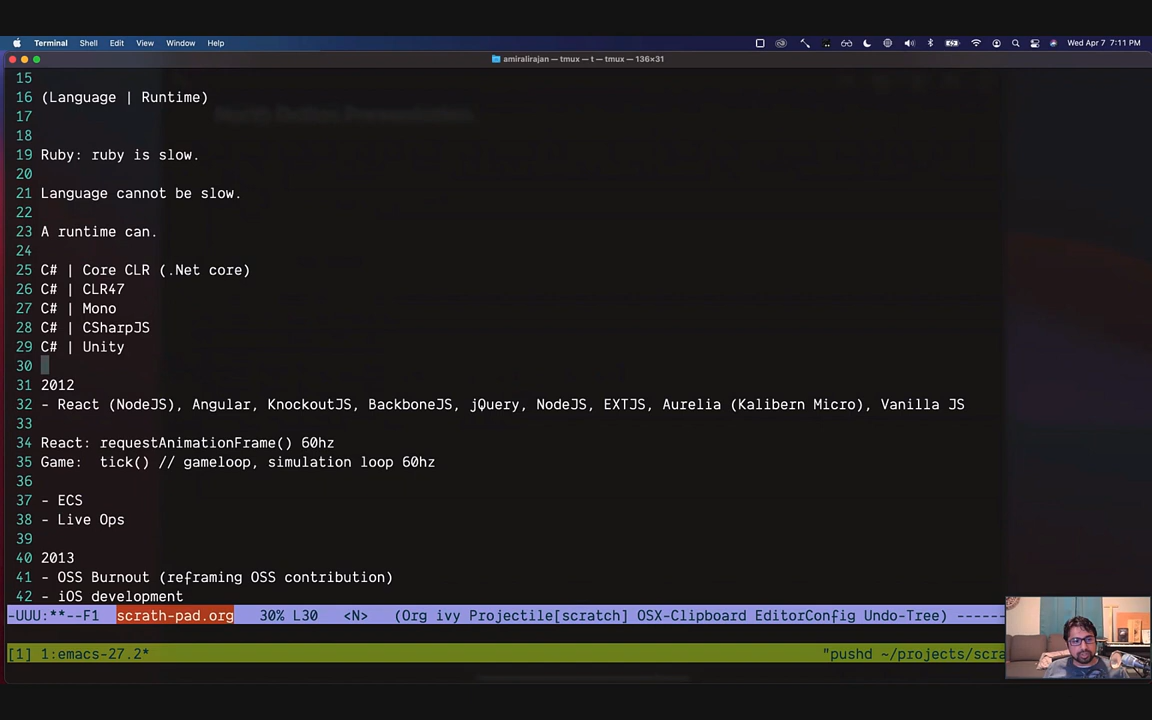 Terminal Shell Edit View Window Help Wed Apr 7 7:11 PM
amiralirajan — tmux — t — tmux — 136×31
15
16 (Language | Runtime)
17
18
19 Ruby: ruby is slow.
20
21 Language cannot be slow.
22
23 A runtime can.
24
25 C# | Core CLR (.Net core)
26 C# | CLR47
27 C# | Mono
28 C# | CSharpJS
29 C# | Unity
30
31 2012
32 - React (NodeJS), Angular, KnockoutJS, BackboneJS, jQuery, NodeJS, EXTJS, Aurelia (Kalibern Micro), Vanilla JS
33
34 React: requestAnimationFrame() 60hz
35 Game:  tick() // gameloop, simulation loop 60hz
36
37 - ECS
38 - Live Ops
39
40 2013
41 - OSS Burnout (reframing OSS contribution)
42 - iOS development
-UUU:**--F1  scrath-pad.org   30% L30   <N>   (Org ivy Projectile[scratch] OSX-Clipboard EditorConfig Undo-Tree) ------
[1] 1:emacs-27.2* "pushd ~/projects/scra